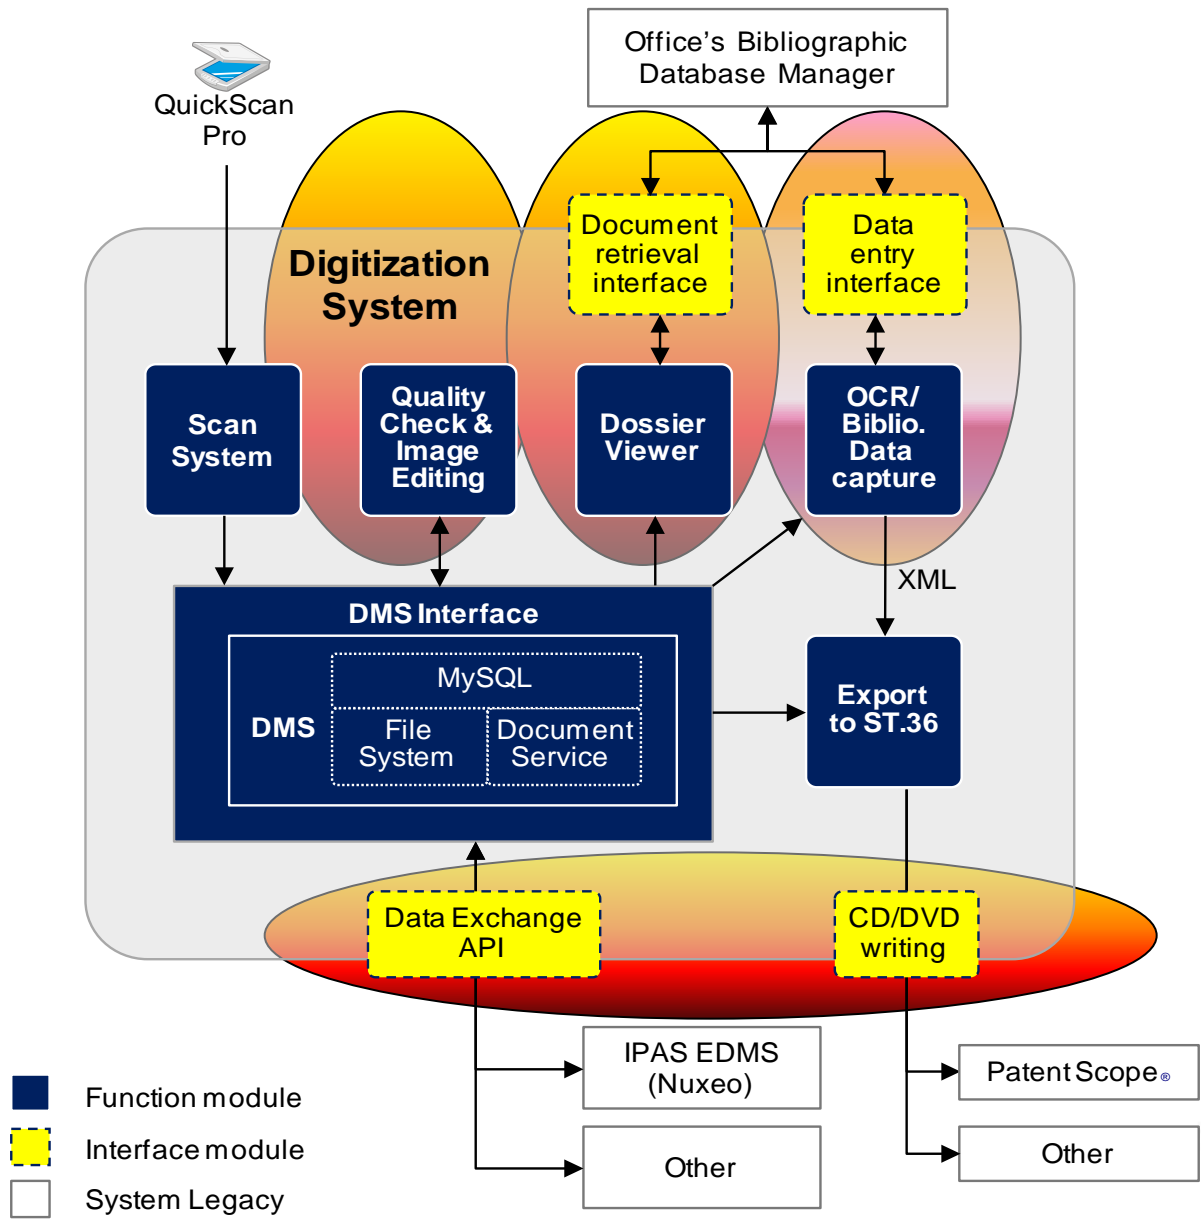 Office's Bibliographic
Database Manager
QuickScan
Pro
Document
retrieval
interface
Data
entry
interface
Digitization
System
Scan
System
Quality
Check &
Image
Editing
Dossier
Viewer
OCR/
Biblio.
Data
capture
XML
DMS Interface
MySQL
DMS
File
System
Document
Service
Export
to ST.36
Data Exchange
API
CD/DVD
writing
IPAS EDMS
(Nuxeo)
Patent Scope®
Other
Other
Function module
Interface module
System Legacy